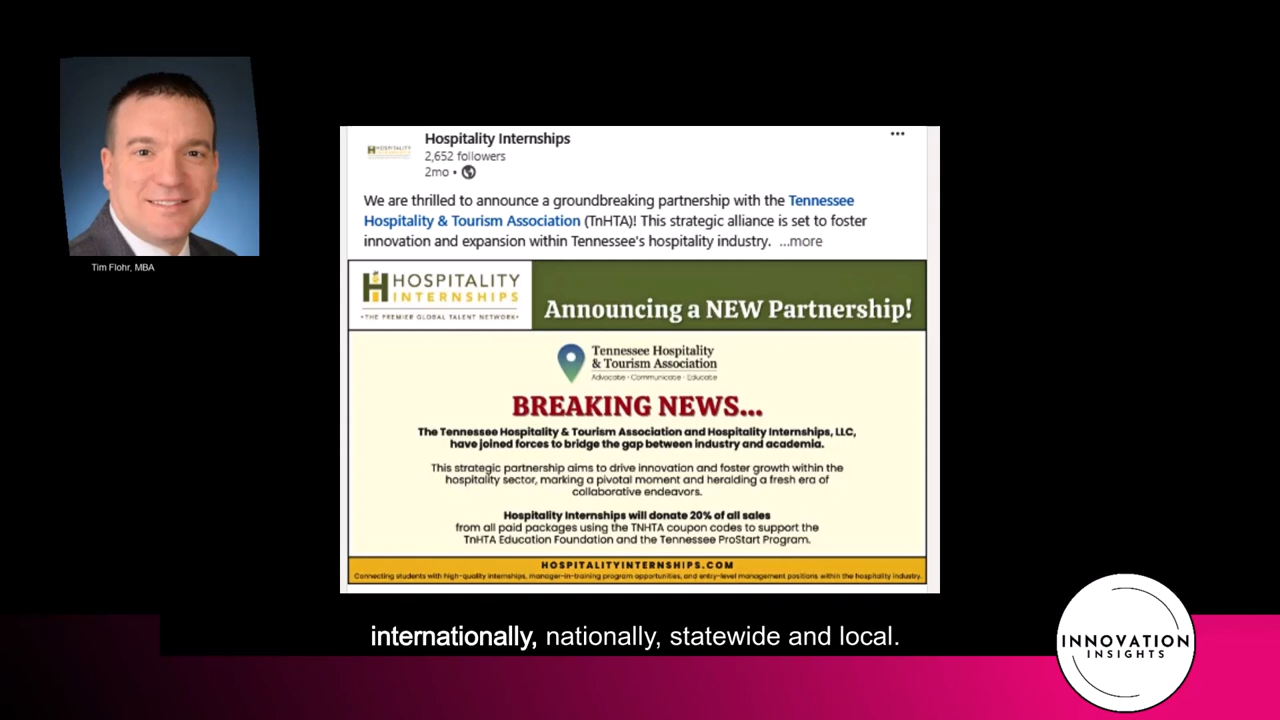 Tim Flohr, MBA
Hospitality Internships
2,652 followers
2mo •
We are thrilled to announce a groundbreaking partnership with the Tennessee
Hospitality & Tourism Association (TnHTA)! This strategic alliance is set to foster
innovation and expansion within Tennessee's hospitality industry. ...more
HOSPITALITY
INTERNSHIPS
•THE PREMIER GLOBAL TALENT NETWORK•
Announcing a NEW Partnership!
Tennessee Hospitality
& Tourism Association
Advocate • Communicate • Educate
BREAKING NEWS...
The Tennessee Hospitality & Tourism Association and Hospitality Internships, LLC,
have joined forces to bridge the gap between industry and academia.
This strategic partnership aims to drive innovation and foster growth within the
hospitality sector, marking a pivotal moment and heralding a fresh era of
collaborative endeavors.
Hospitality Internships will donate 20% of all sales
from all paid packages using the TNHTA coupon codes to support the
TnHTA Education Foundation and the Tennessee ProStart Program.
HOSPITALITYINTERNSHIPS.COM
Connecting students with high-quality internships, manager-in-training program opportunities, and entry-level management positions within the hospitality industry.
internationally, nationally, statewide and local.
INNOVATION
INSIGHTS